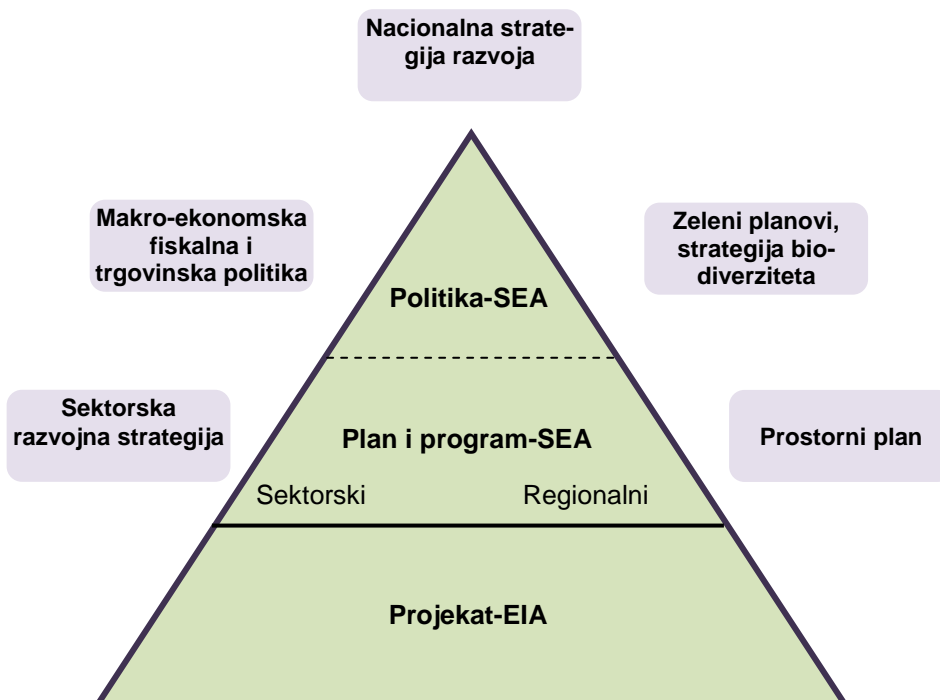 Nacionalna strate-
gija razvoja
Makro-ekonomska
fiskalna i
trgovinska politika
Zeleni planovi,
strategija bio-
diverziteta
Politika-SEA
Sektorska
razvojna strategija
Plan i program-SEA
Prostorni plan
Sektorski
Regionalni
Projekat-EIA